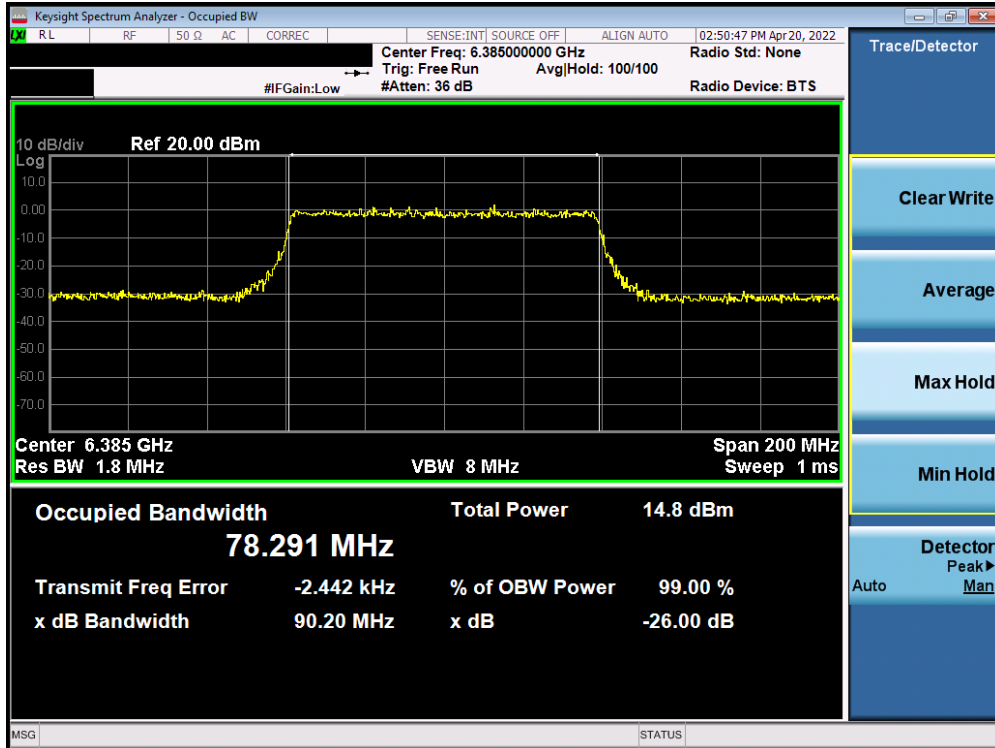 Keysight Spectrum Analyzer - Occupied BW
LXI RL RF 50 Ω AC CORREC SENSE:INT SOURCE OFF ALIGN AUTO 02:50:47 PM Apr 20, 2022
Center Freq: 6.385000000 GHz Radio Std: None
Trig: Free Run Avg|Hold: 100/100
#IFGain:Low #Atten: 36 dB Radio Device: BTS
10 dB/div Ref 20.00 dBm
Log
10.0
0.00
-10.0
-20.0
-30.0
-40.0
-50.0
-60.0
-70.0
Center 6.385 GHz Span 200 MHz
Res BW 1.8 MHz VBW 8 MHz Sweep 1 ms
Occupied Bandwidth Total Power 14.8 dBm
78.291 MHz
Transmit Freq Error -2.442 kHz % of OBW Power 99.00 %
x dB Bandwidth 90.20 MHz x dB -26.00 dB
Trace/Detector
Clear Write
Average
Max Hold
Min Hold
Detector
Peak▶
Auto Man
MSG STATUS